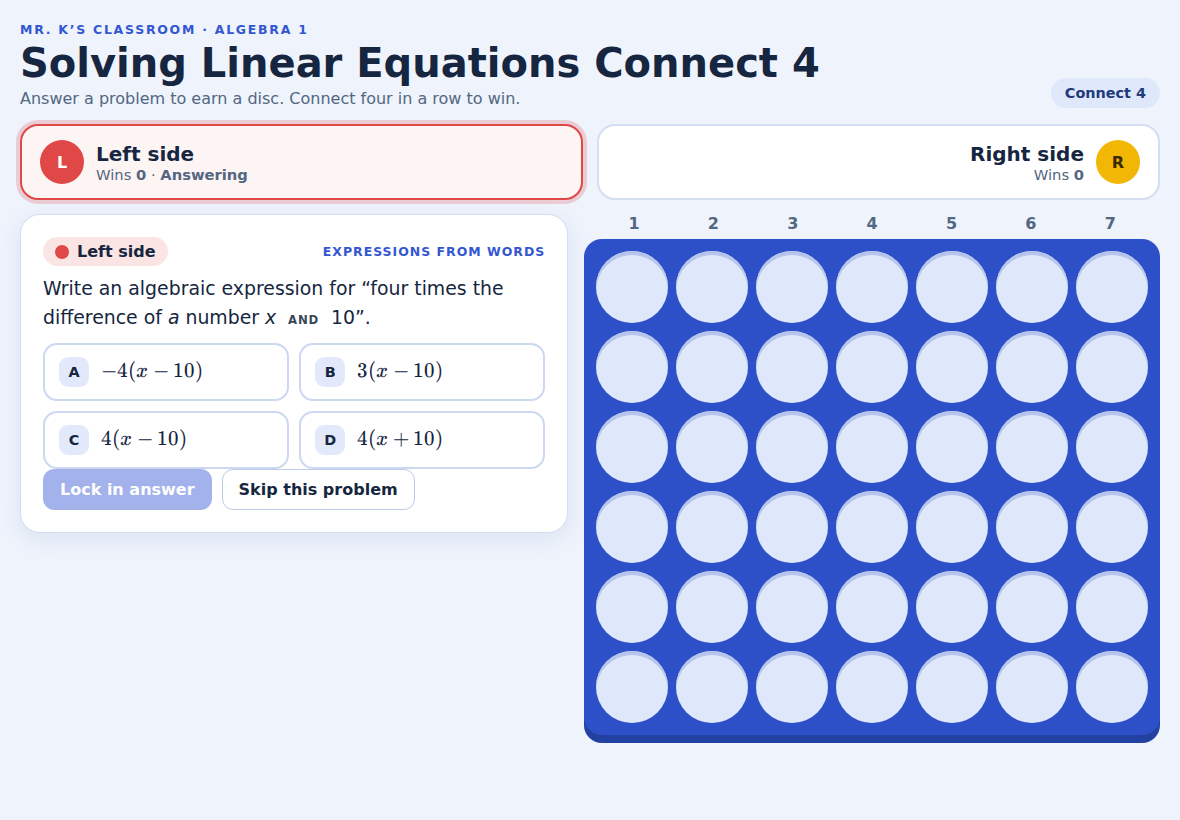 MR. K’S CLASSROOM · ALGEBRA 1
Solving Linear Equations Connect 4
Answer a problem to earn a disc. Connect four in a row to win.
Connect 4
L
Left side
Wins 0 · Answering
Right side
Wins 0
R
Left side
EXPRESSIONS FROM WORDS
Write an algebraic expression for “four times the
difference of a number x AND 10”.
A −4(x − 10)
B 3(x − 10)
C 4(x − 10)
D 4(x + 10)
Lock in answer
Skip this problem
1 2 3 4 5 6 7